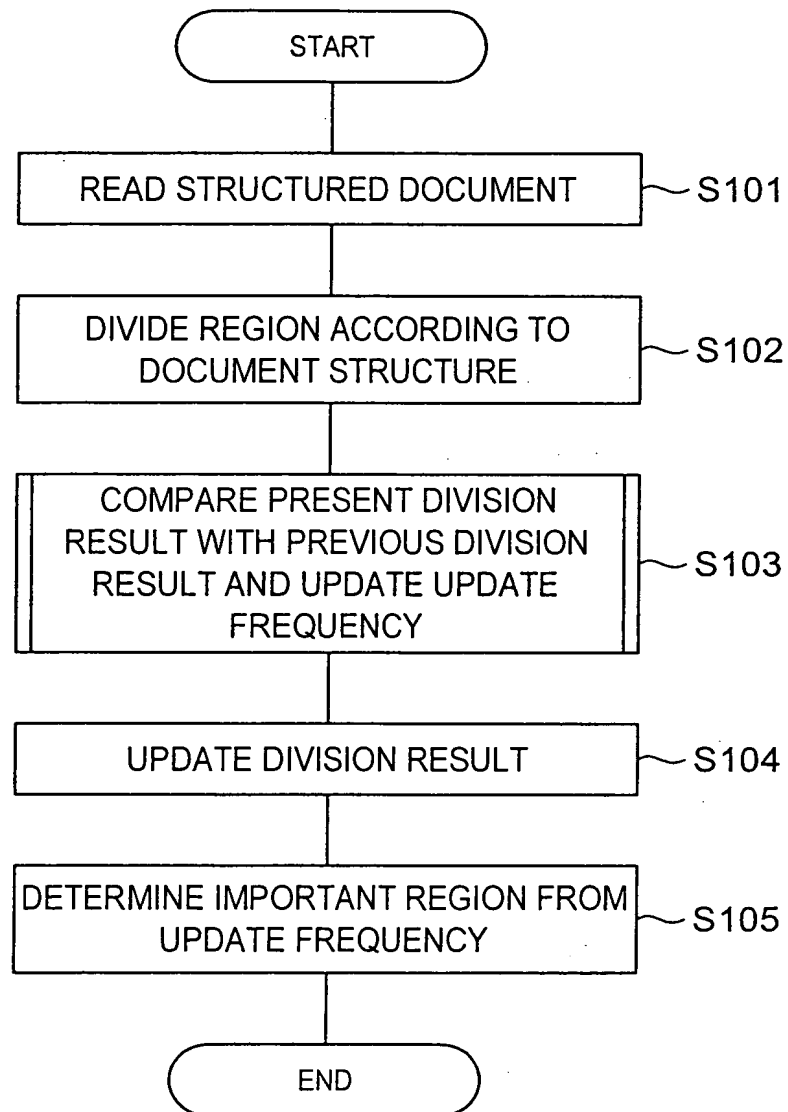 START
READ STRUCTURED DOCUMENT
S101
DIVIDE REGION ACCORDING TO
DOCUMENT STRUCTURE
S102
COMPARE PRESENT DIVISION
RESULT WITH PREVIOUS DIVISION
RESULT AND UPDATE UPDATE
FREQUENCY
S103
UPDATE DIVISION RESULT
S104
DETERMINE IMPORTANT REGION FROM
UPDATE FREQUENCY
S105
END